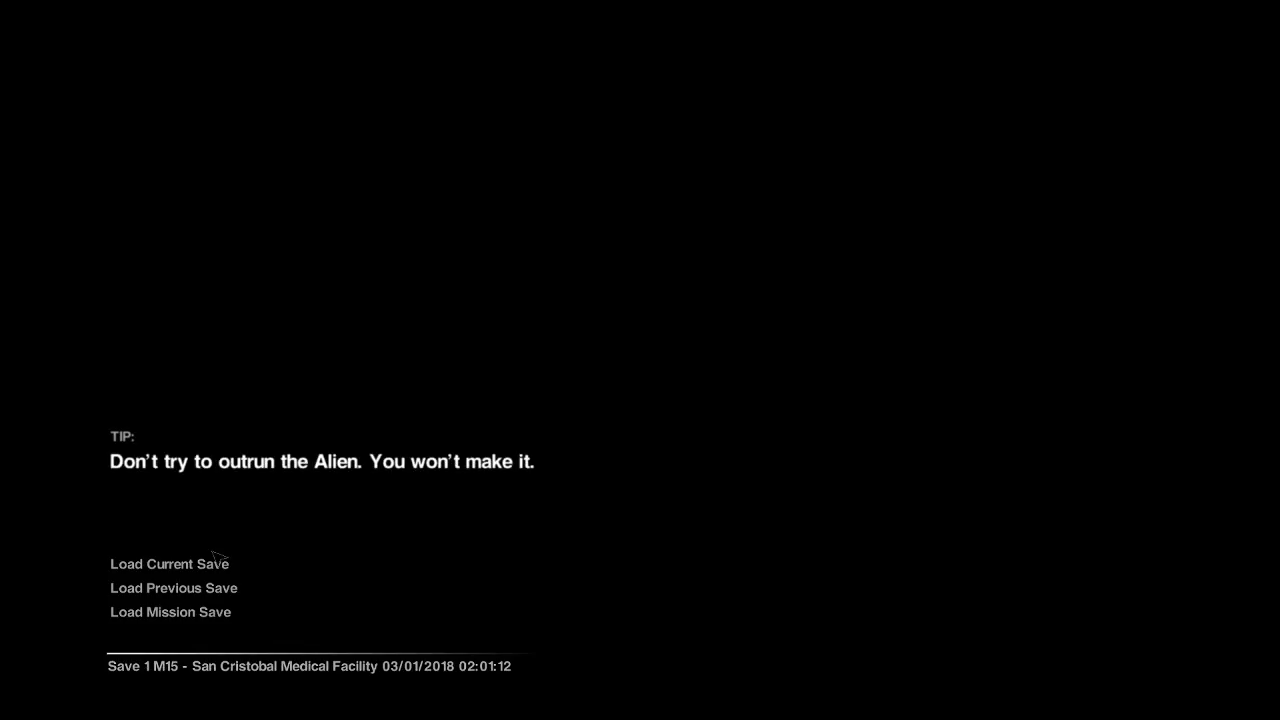 TIP:
Don't try to outrun the Alien. You won't make it.
Load Current Save
Load Previous Save
Load Mission Save
Save 1 M15 - San Cristobal Medical Facility 03/01/2018 02:01:12